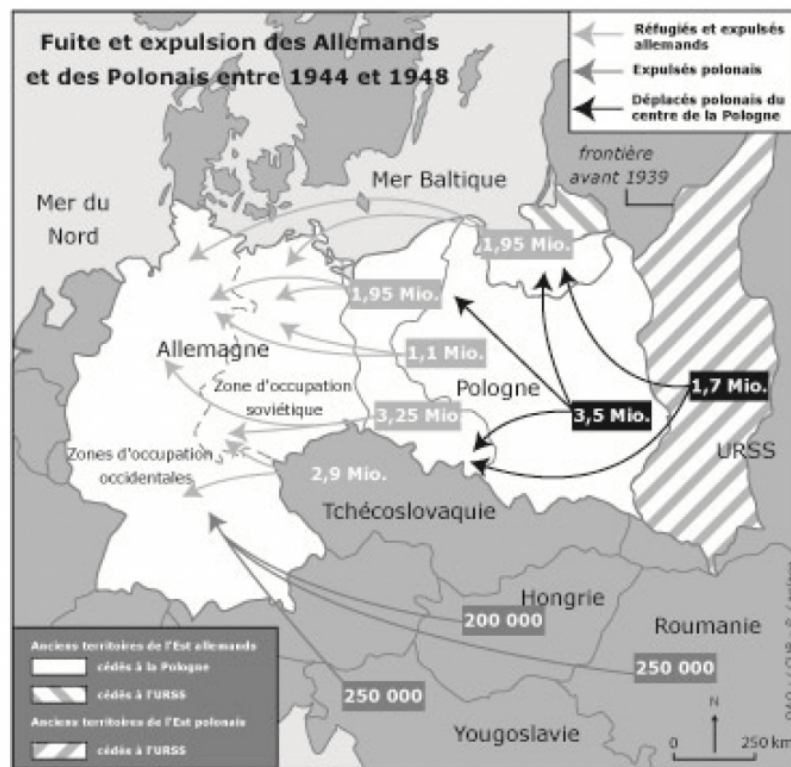 Fuite et expulsion des Allemands
et des Polonais entre 1944 et 1948
Réfugiés et expulsés
allemands
Expulsés polonais
Déplacés polonais du
centre de la Pologne
frontière
avant 1939
Mer Baltique
Mer du
Nord
1,95 Mio.
1,95 Mio.
Allemagne
1,1 Mio.
Pologne
Zone d'occupation
soviétique
3,25 Mio
3,5 Mio.
1,7 Mio.
URSS
Zones d'occupation
occidentales
2,9 Mio.
Tchécoslovaquie
Hongrie
200 000
Roumanie
250 000
250 000
Yougoslavie
Anciens territoires de l'Est allemands
cédés à la Pologne
cédés à l'URSS
Anciens territoires de l'Est polonais
cédés à l'URSS
N
0 250 km